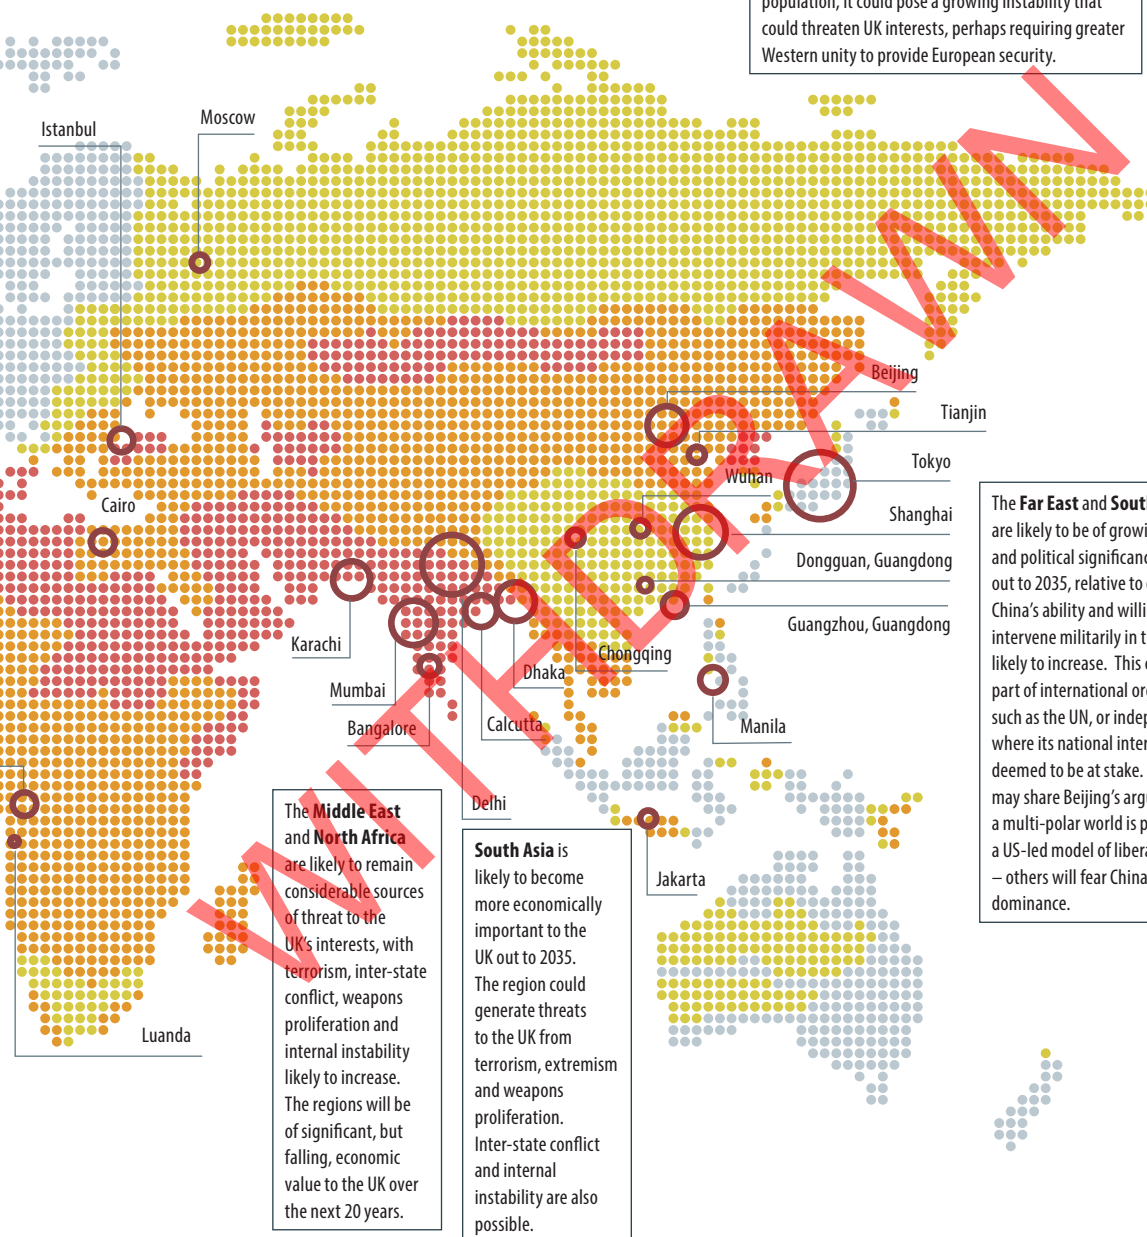 population, it could pose a growing instability that
could threaten UK interests, perhaps requiring greater
Western unity to provide European security.
Moscow
Istanbul
Beijing
Tianjin
Tokyo
Wuhan
Cairo
Shanghai
Dongguan, Guangdong
Guangzhou, Guangdong
Karachi
Chongqing
Dhaka
Mumbai
Calcutta
Manila
Bangalore
Delhi
Jakarta
Luanda
The Middle East
and North Africa
are likely to remain
considerable sources
of threat to the
UK's interests, with
terrorism, inter-state
conflict, weapons
proliferation and
internal instability
likely to increase.
The regions will be
of significant, but
falling, economic
value to the UK over
the next 20 years.
South Asia is
likely to become
more economically
important to the
UK out to 2035.
The region could
generate threats
to the UK from
terrorism, extremism
and weapons
proliferation.
Inter-state conflict
and internal
instability are also
possible.
The Far East and South
are likely to be of growi
and political significanc
out to 2035, relative to
China's ability and willi
intervene militarily in t
likely to increase. This
part of international or
such as the UN, or indep
where its national inter
deemed to be at stake.
may share Beijing's argu
a multi-polar world is p
a US-led model of libera
– others will fear China
dominance.
WITHDRAWN